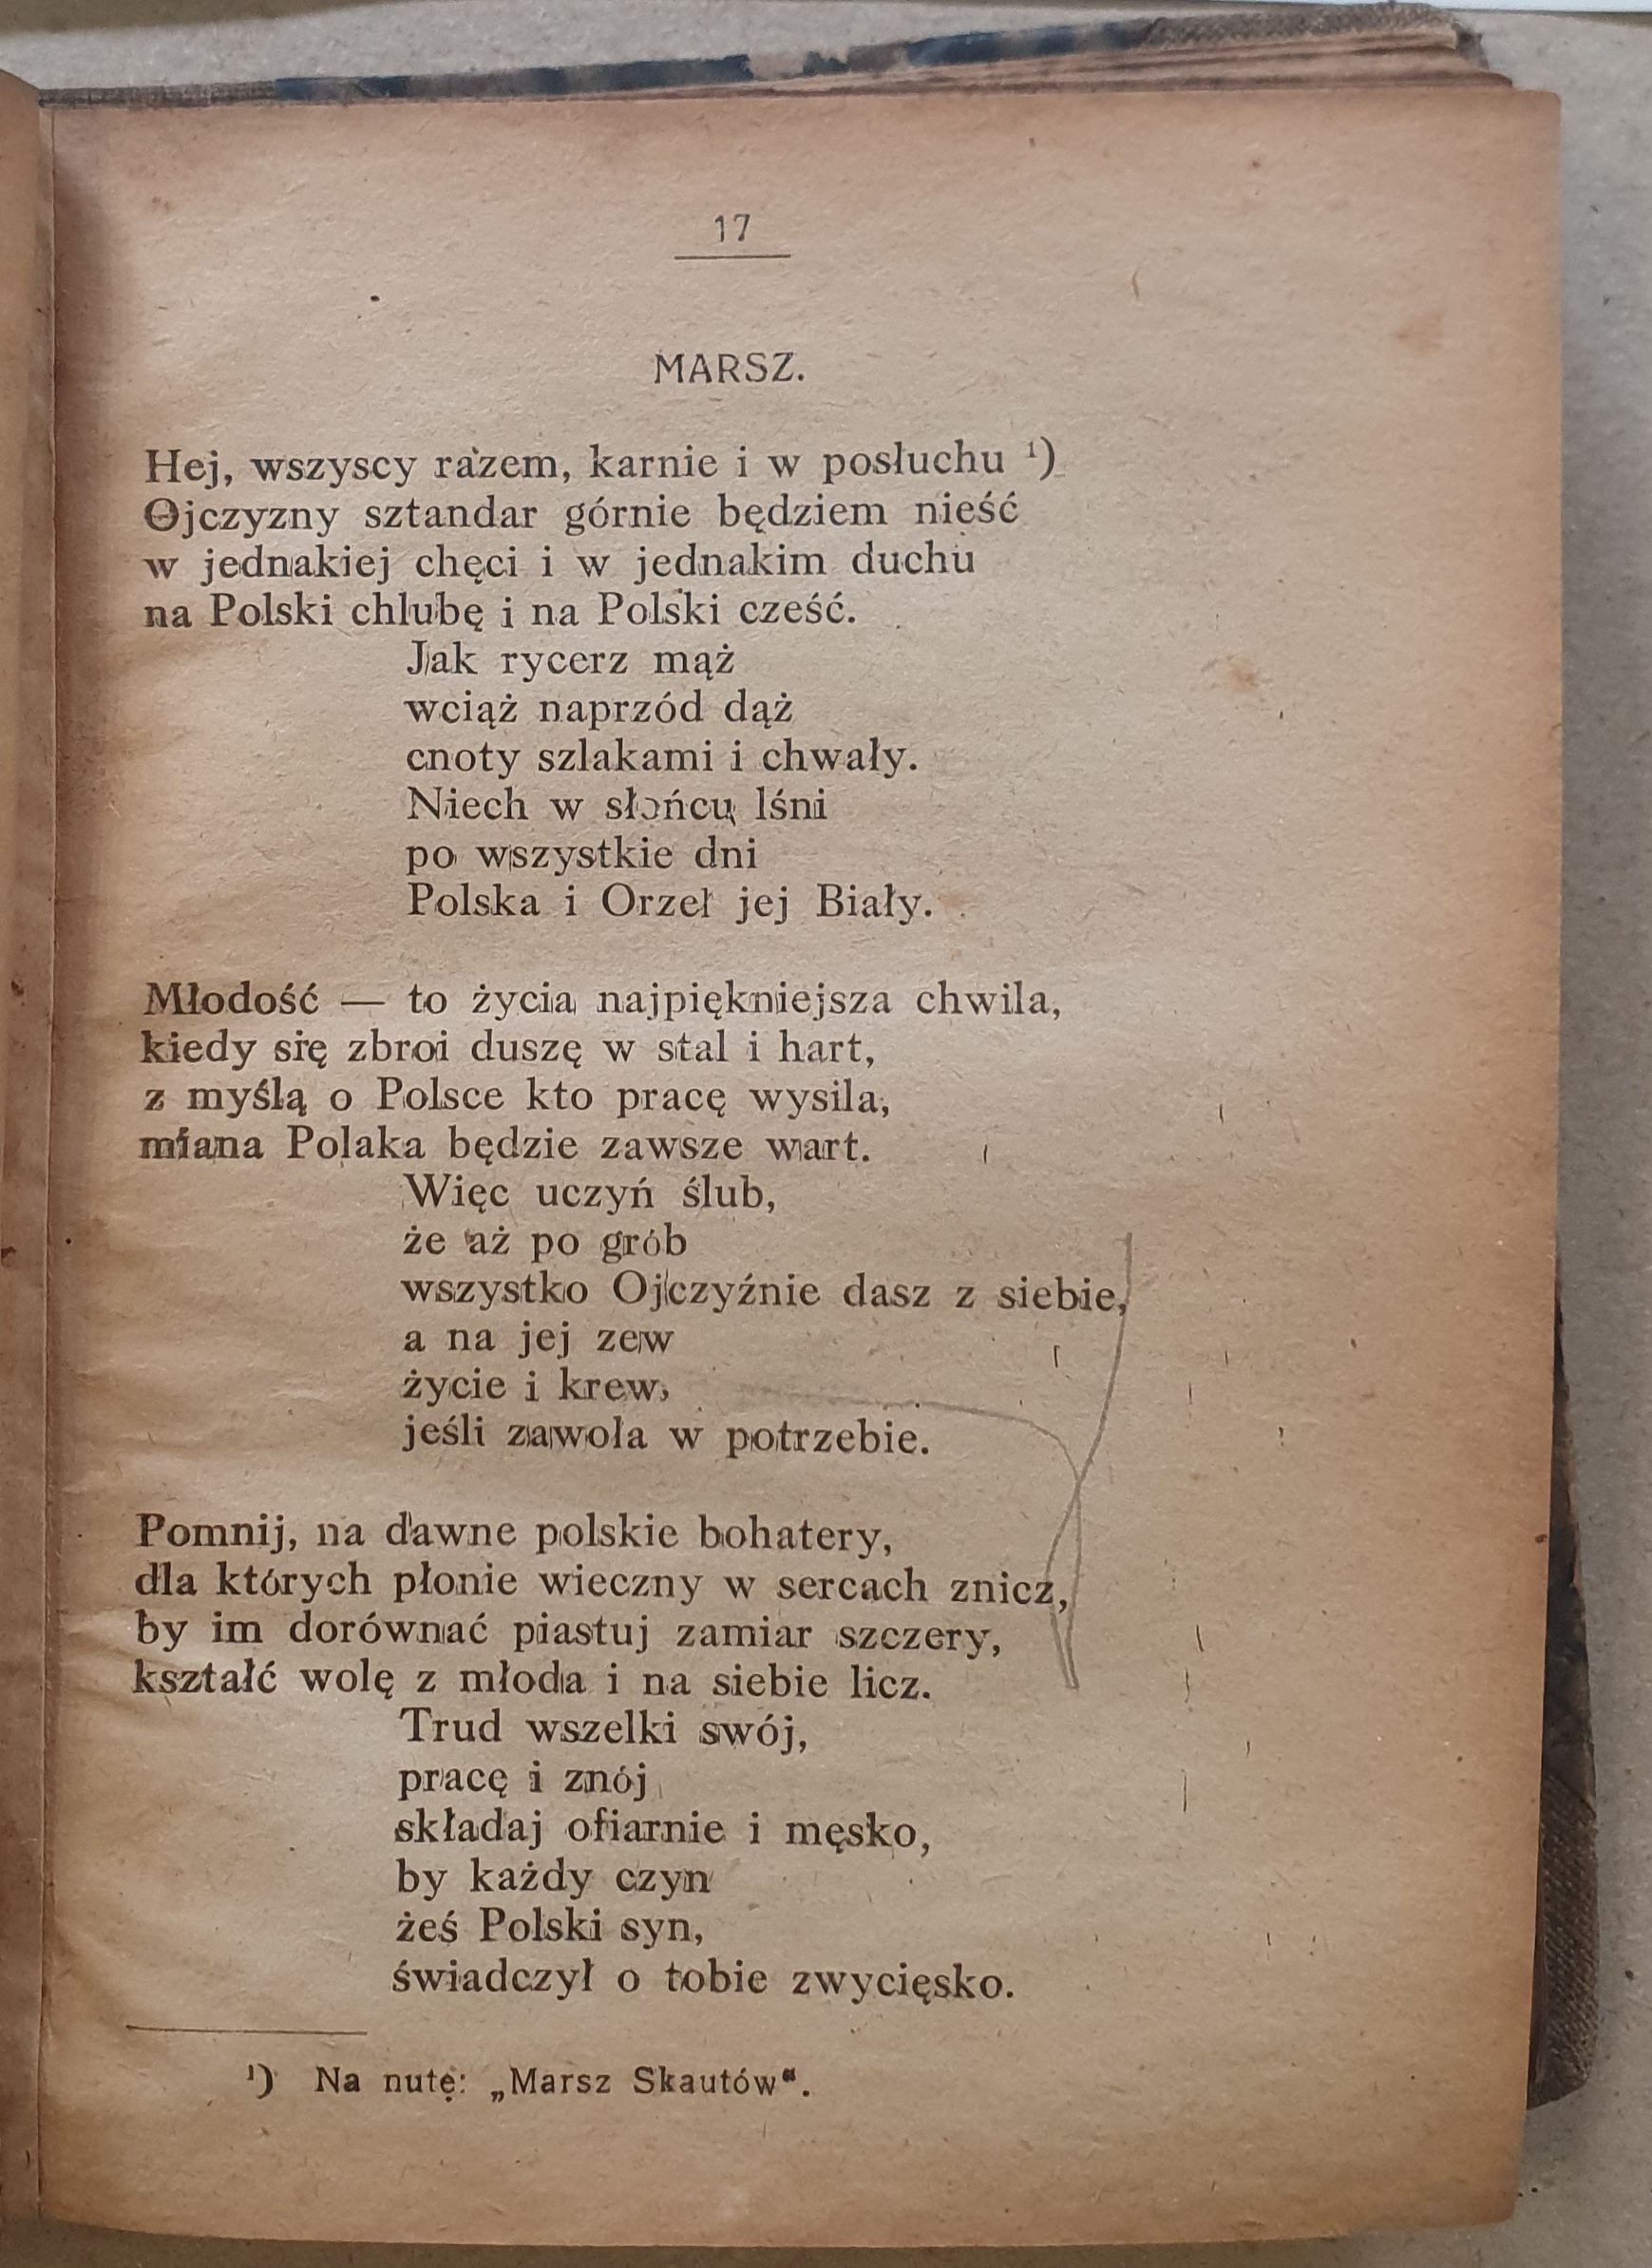 17
MARSZ.
Hej, wszyscy razem, karnie i w posłuchu ¹)
Ojczyzny sztandar górnie będziem nieść
w jednakiej chęci i w jednakim duchu
na Polski chlubę i na Polski cześć.
Jak rycerz mąż
wciąż naprzód dąż
cnoty szlakami i chwały.
Niech w słońcu lśni
po wszystkie dni
Polska i Orzeł jej Biały.
Młodość — to życia najpiękniejsza chwila,
kiedy się zbroi duszę w stal i hart,
z myślą o Polsce kto pracę wysila,
miana Polaka będzie zawsze wart.
Więc uczyń ślub,
że aż po grób
wszystko Ojczyźnie dasz z siebie,
a na jej zew
życie i krew,
jeśli zawoła w potrzebie.
Pomnij, na dawne polskie bohatery,
dla których płonie wieczny w sercach znicz,
by im dorównać piastuj zamiar szczery,
kształć wolę z młoda i na siebie licz.
Trud wszelki swój,
pracę i znój
składaj ofiarnie i męsko,
by każdy czyn
żeś Polski syn,
świadczył o tobie zwycięsko.
¹) Na nutę: „Marsz Skautów“.